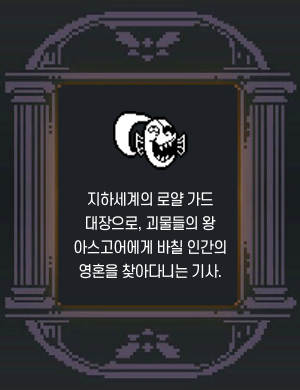 지하세계의 로얄 가드
대장으로, 괴물들의 왕
아스고어에게 바칠 인간의
영혼을 찾아다니는 기사.